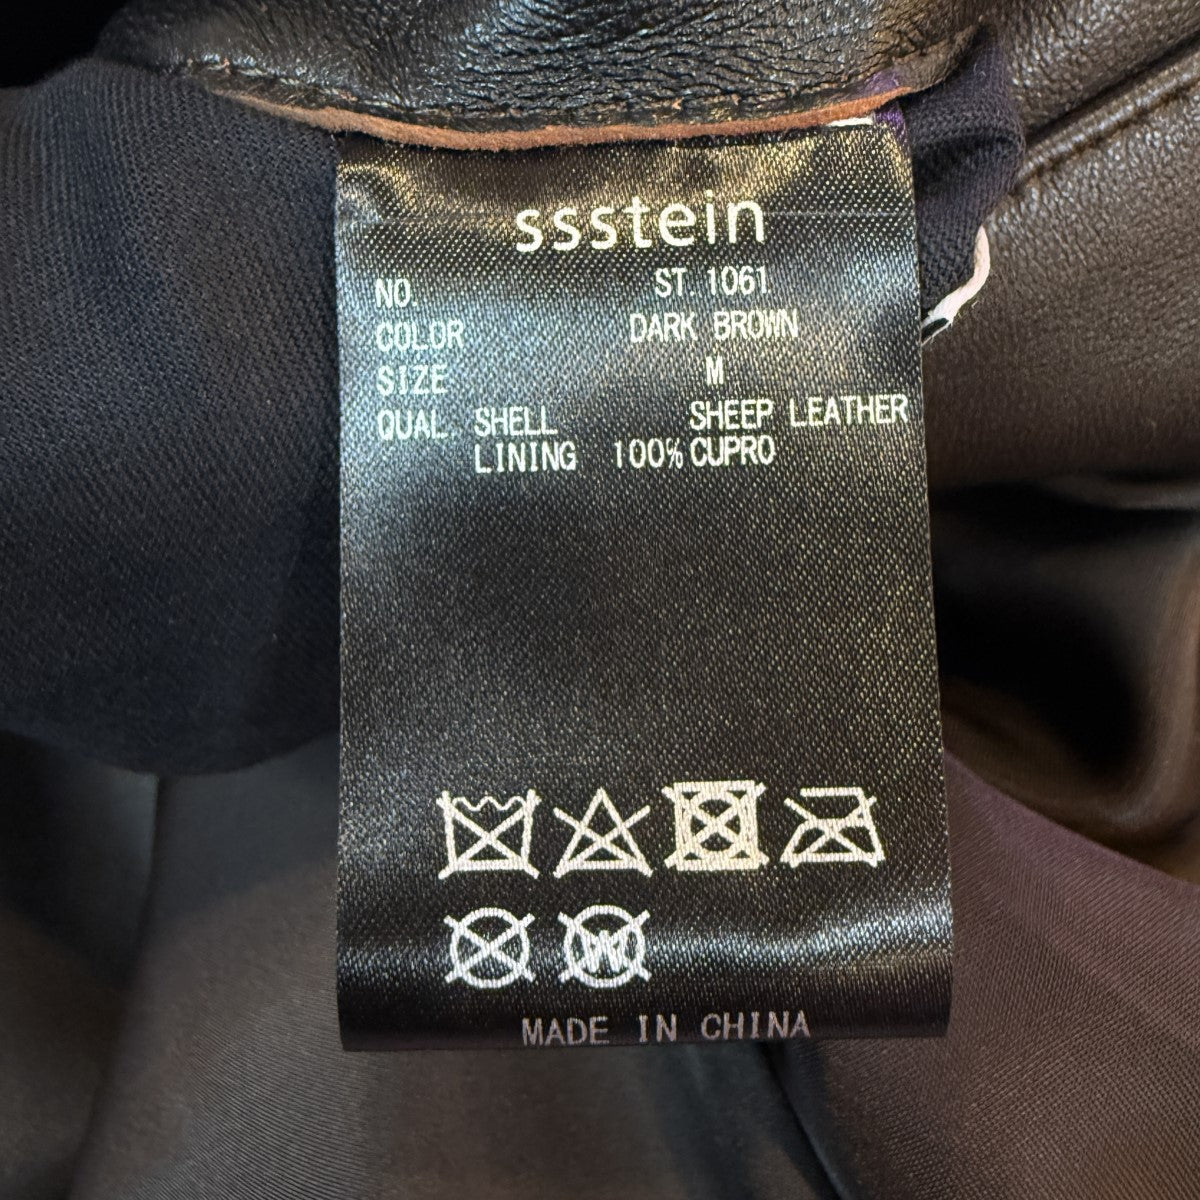 ssstein
NO. ST. 1061
COLOR DARK BROWN
SIZE M
QUAL. SHELL SHEEP LEATHER
LINING 100% CUPRO
W
MADE IN CHINA